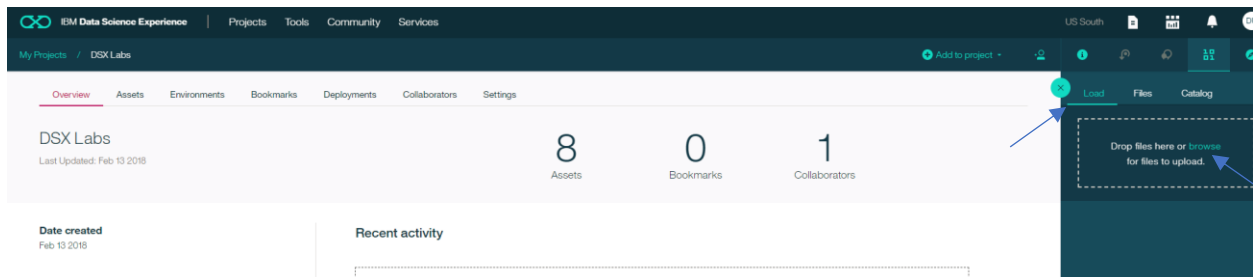 IBM Data Science Experience Projects Tools Community Services US South
My Projects / DSX Labs Add to project
Overview Assets Environments Bookmarks Deployments Collaborators Settings
Load Files Catalog
DSX Labs
Last Updated: Feb 13 2018
8
Assets
0
Bookmarks
1
Collaborators
Drop files here or browse
for files to upload.
Date created
Feb 13 2018
Recent activity